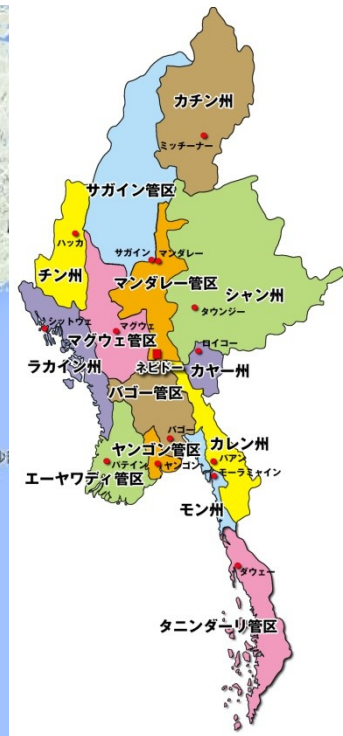 カチン州
ミッチーナー
サガイン管区
ハッカ
サガイン
マンダレー
チン州
マンダレー管区
シャン州
タウンジー
シットウェ
マグウェ
マグウェ管区
ロイコー
ラカイン州
ネピドー
カヤー州
バゴー管区
バゴー
カレン州
ヤンゴン管区
パテイン
ヤンゴン
パアン
エーヤワディ管区
モーラミャイン
モン州
ダウェー
タニンダーリ管区